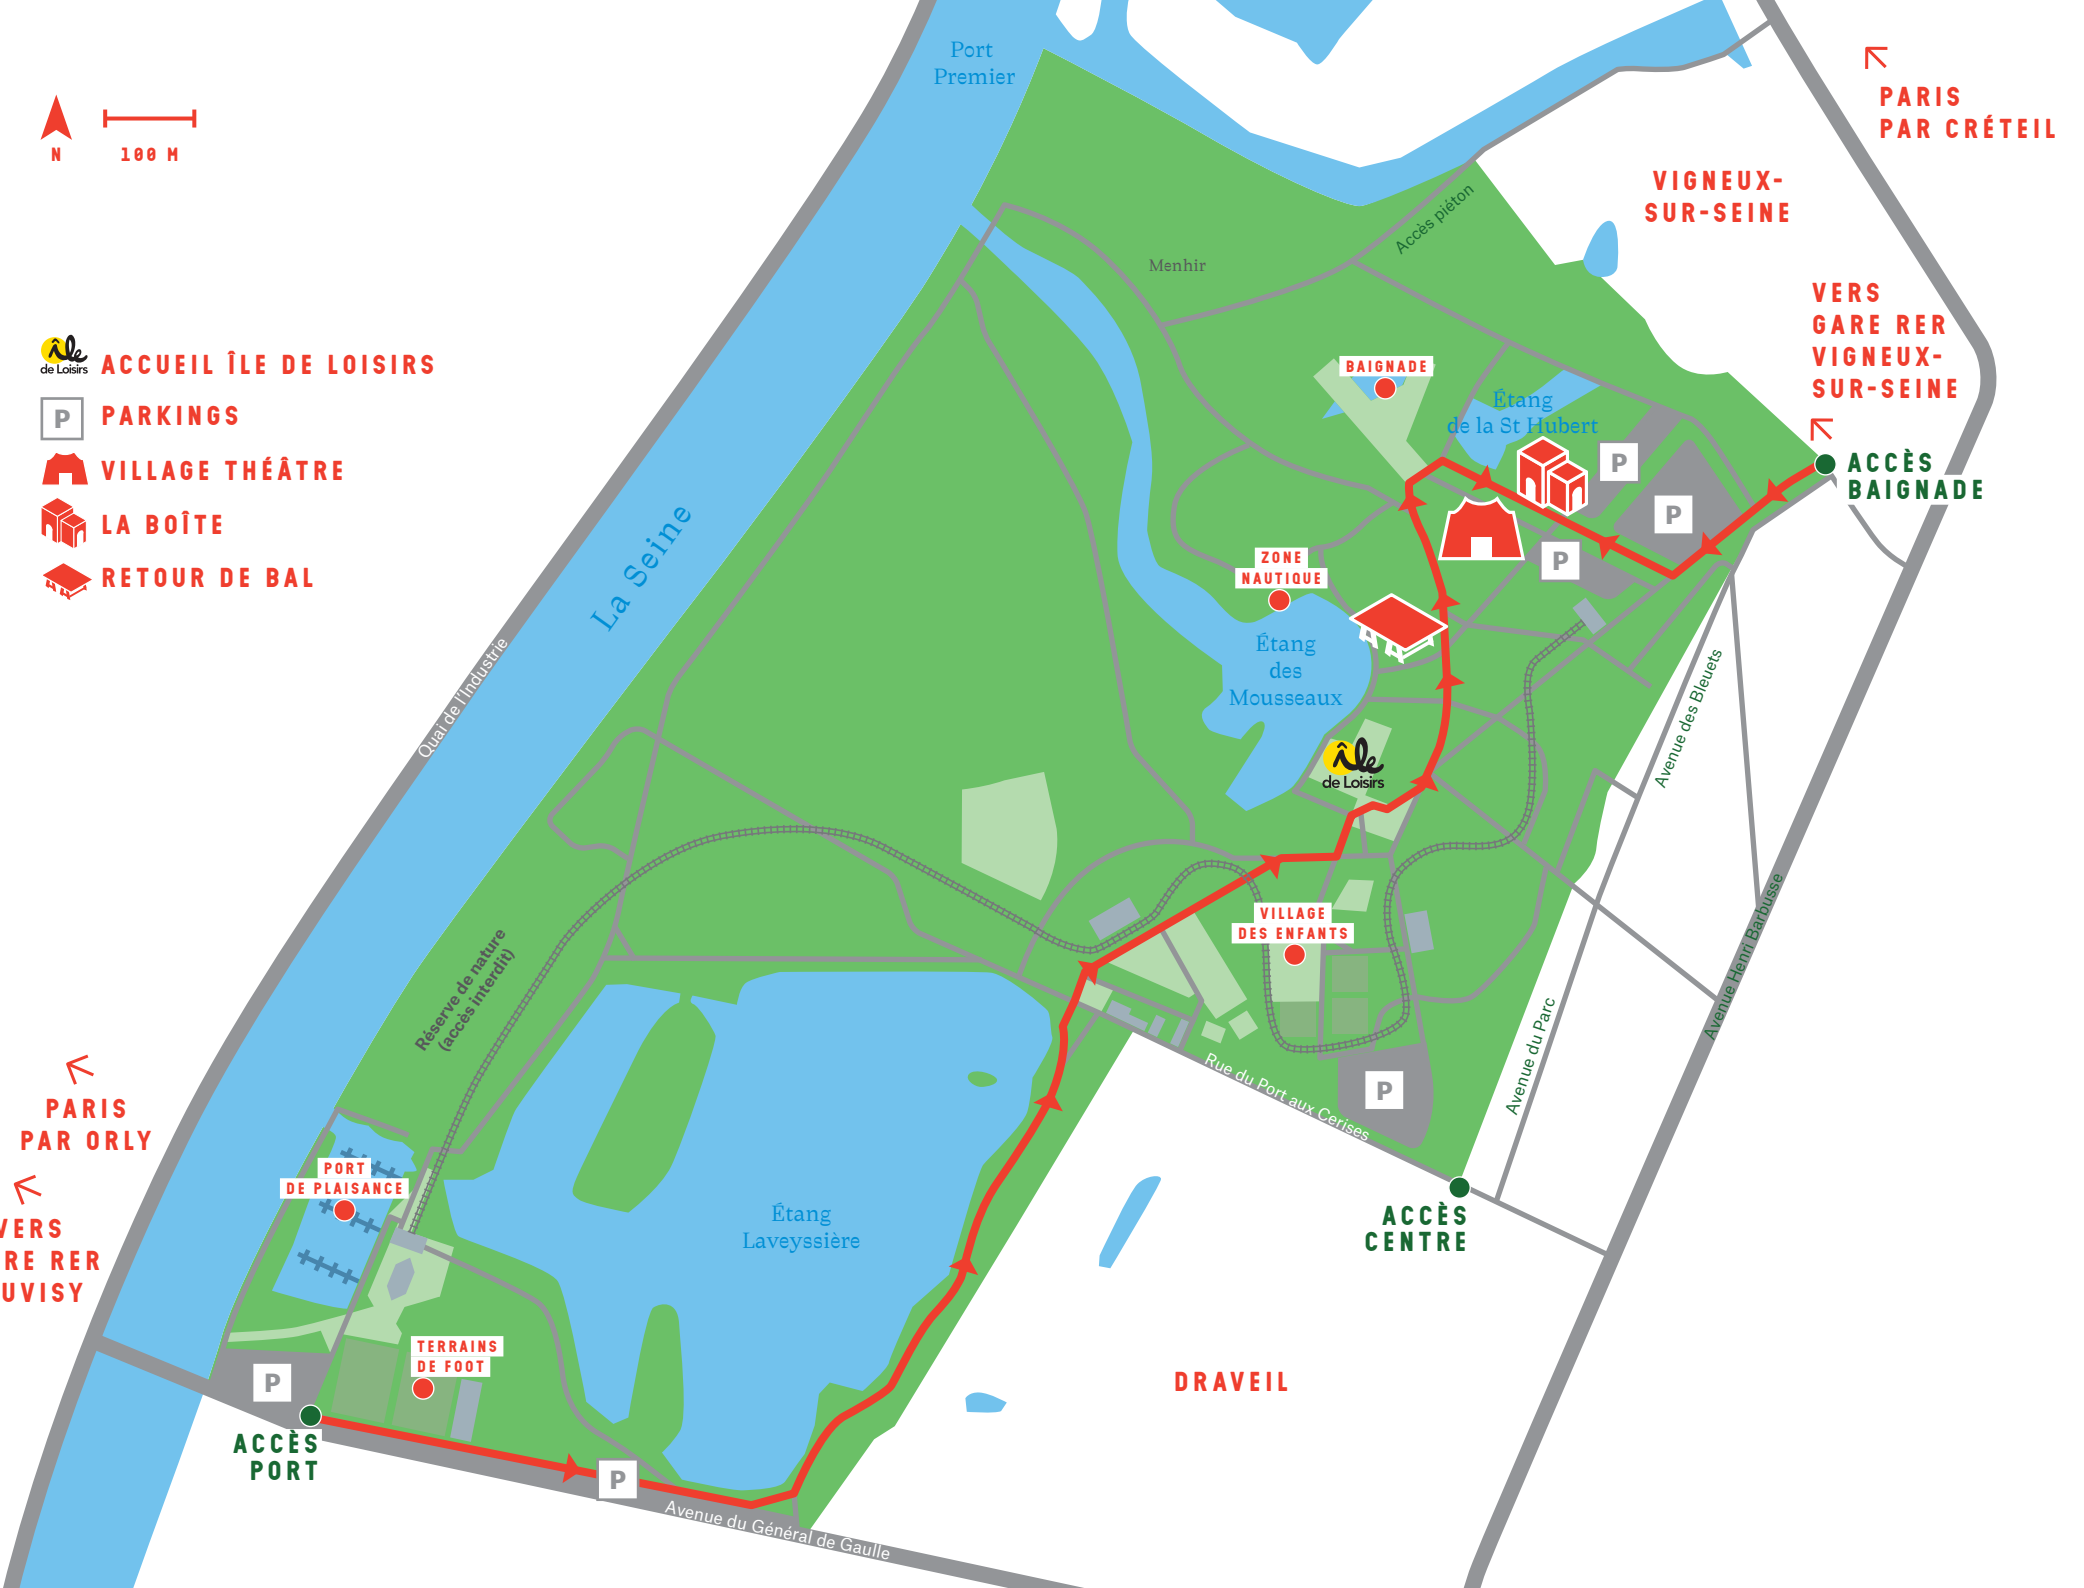 Port
Premier
PARIS
PAR CRÉTEIL
N
100 M
VIGNEUX-
SUR-SEINE
Accès piéton
Menhir
VERS
GARE RER
VIGNEUX-
SUR-SEINE
île
de Loisirs
ACCUEIL ÎLE DE LOISIRS
P
PARKINGS
VILLAGE THÉÂTRE
LA BOÎTE
RETOUR DE BAL
BAIGNADE
Étang
de la St Hubert
P
P
P
ACCÈS
BAIGNADE
La Seine
Quai de l'Industrie
ZONE
NAUTIQUE
Étang
des
Mousseaux
île
de Loisirs
Avenue des Bleuets
Avenue Henri Barbusse
Avenue du Parc
VILLAGE
DES ENFANTS
Réserve de nature
(accès interdit)
Rue du Port aux Cerises
P
PARIS
PAR ORLY
VERS
RE RER
UVISY
PORT
DE PLAISANCE
Étang
Laveyssière
ACCÈS
CENTRE
TERRAINS
DE FOOT
P
DRAVEIL
ACCÈS
PORT
P
Avenue du Général de Gaulle